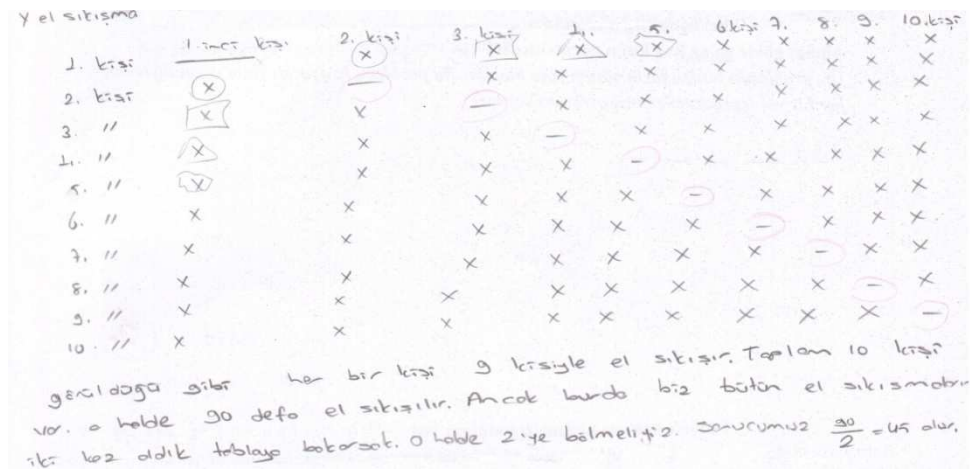 y el sıkışma
1. inci kişi 2. kişi 3. kişi 4. 5. 6 kişi 7. 8. 9. 10. kişi
1. kişi — x x x x x x x x x
2. kişi x — x x x x x x x x
3. " x x — x x x x x x x
4. " x x x — x x x x x x
5. " x x x x — x x x x x
6. " x x x x x — x x x x
7. " x x x x x x — x x x
8. " x x x x x x x — x x
9. " x x x x x x x x — x
10. " x x x x x x x x x —
görüldüğü gibi her bir kişi 9 kişiyle el sıkışır. Toplam 10 kişi
var. o halde 90 defa el sıkışılır. Ancak burda biz bütün el sıkışmaları
iki kez aldık tabloya bakarsak. O halde 2.ye bölmeliyiz. Sonucumuz 90/2 = 45 olur.